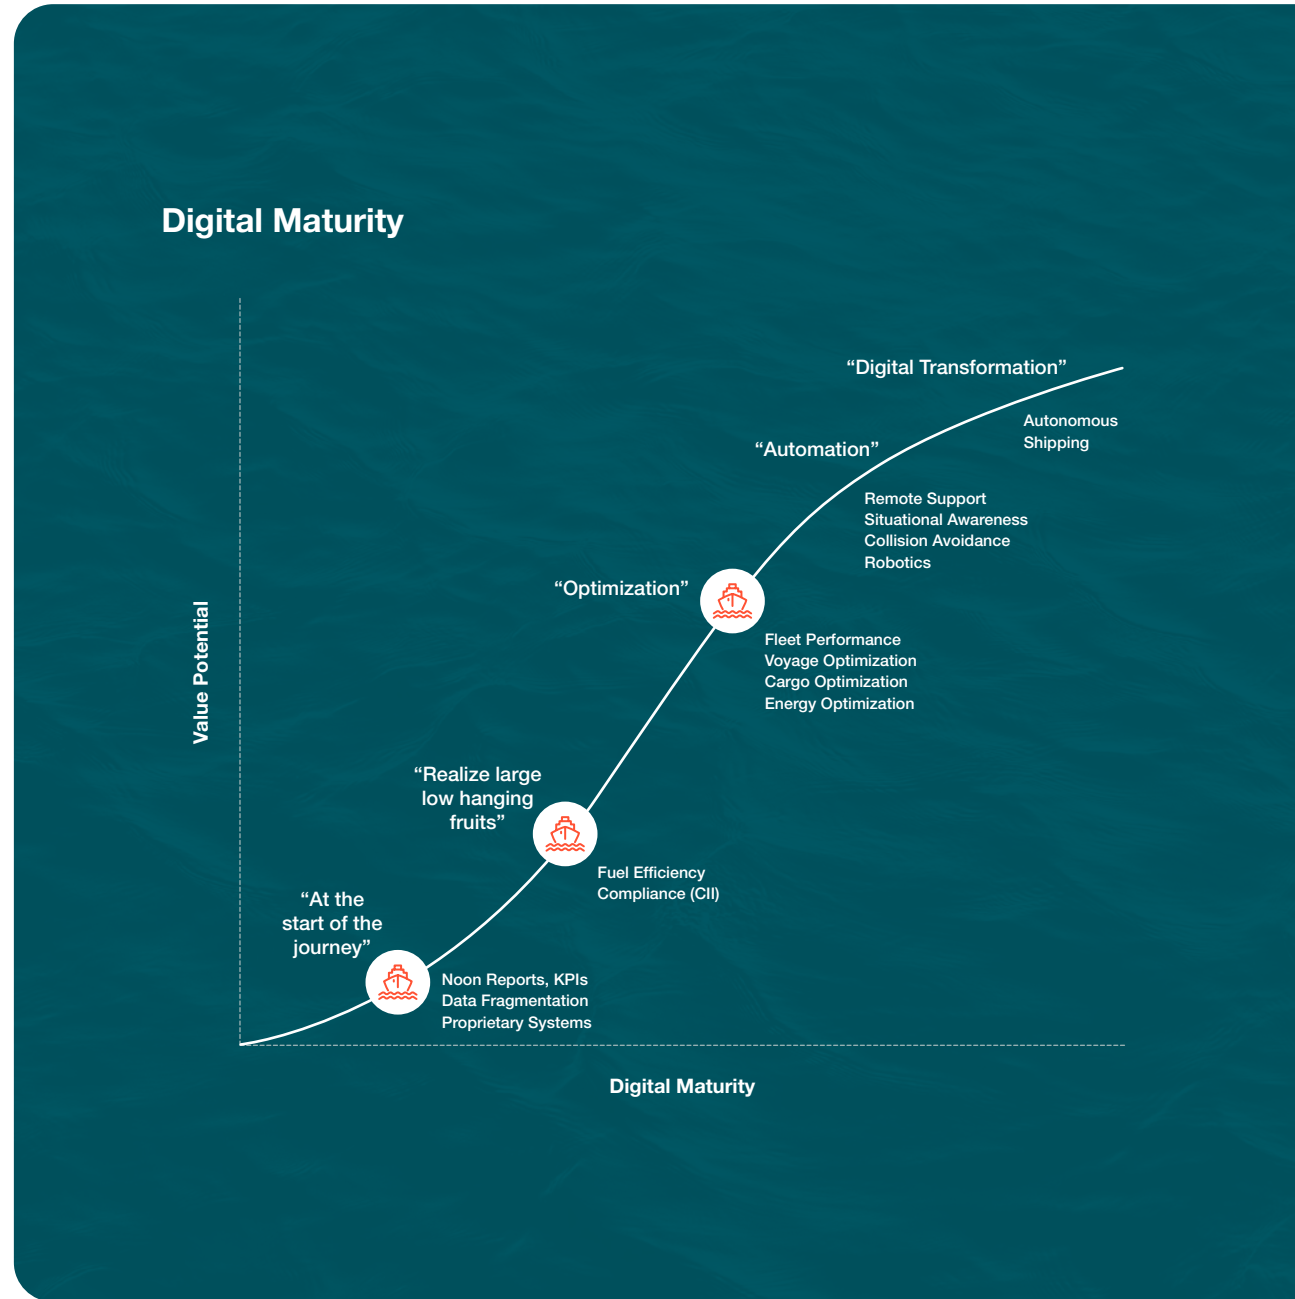 Digital Maturity
“Digital Transformation”
Autonomous
Shipping
“Automation”
Remote Support
Situational Awareness
Collision Avoidance
Robotics
“Optimization”
Fleet Performance
Voyage Optimization
Cargo Optimization
Energy Optimization
Value Potential
“Realize large
low hanging
fruits”
Fuel Efficiency
Compliance (CII)
“At the
start of the
journey”
Noon Reports, KPIs
Data Fragmentation
Proprietary Systems
Digital Maturity